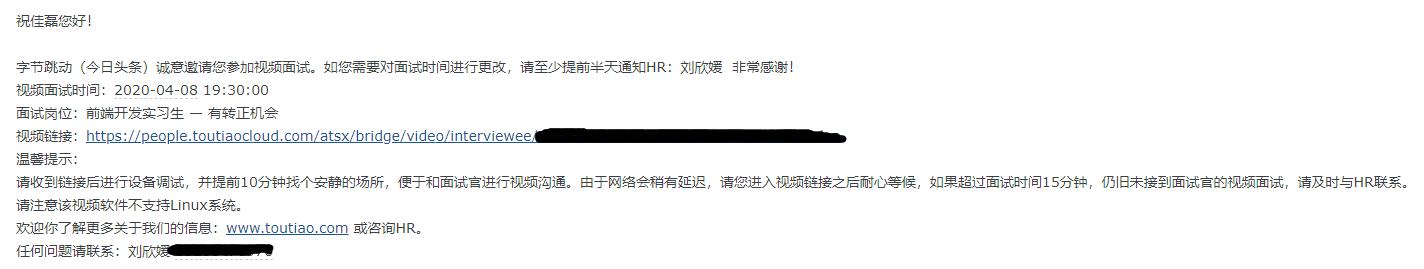 祝佳磊您好！
字节跳动（今日头条）诚意邀请您参加视频面试。如您需要对面试时间进行更改，请至少提前半天通知HR：刘欣媛 非常感谢！
视频面试时间：2020-04-08 19:30:00
面试岗位：前端开发实习生 — 有转正机会
视频链接：https://people.toutiaocloud.com/atsx/bridge/video/interviewee/
温馨提示：
请收到链接后进行设备调试，并提前10分钟找个安静的场所，便于和面试官进行视频沟通。由于网络会稍有延迟，请您进入视频链接之后耐心等候，如果超过面试时间15分钟，仍旧未接到面试官的视频面试，请及时与HR联系。
请注意该视频软件不支持Linux系统。
欢迎你了解更多关于我们的信息：www.toutiao.com 或咨询HR。
任何问题请联系：刘欣媛